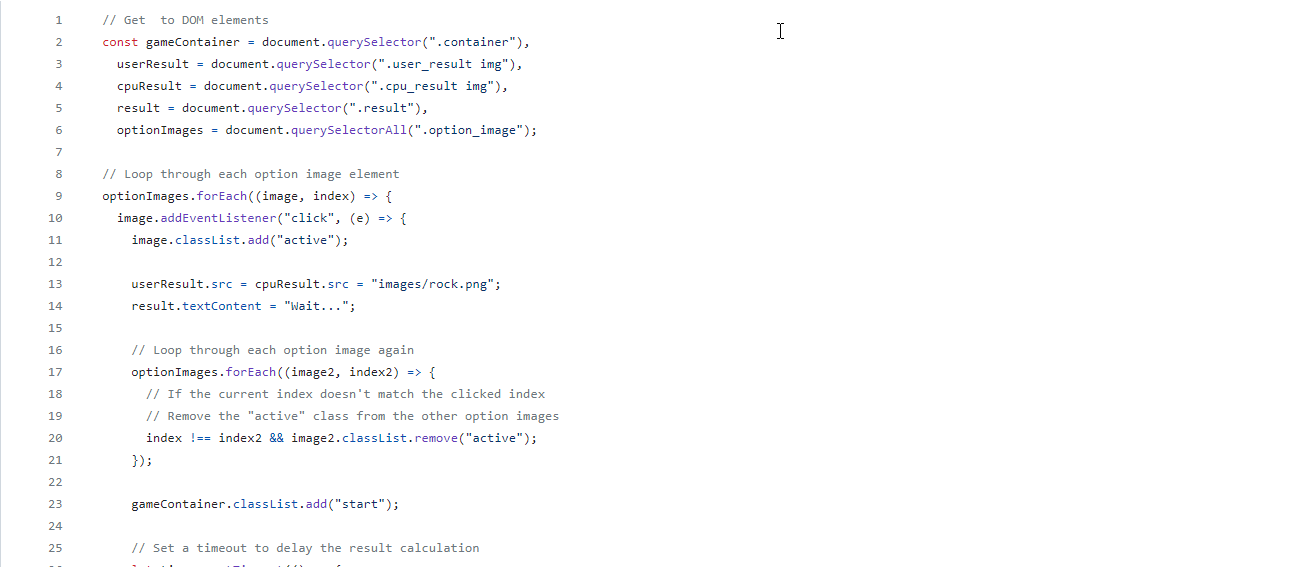 1 // Get  to DOM elements
2 const gameContainer = document.querySelector(".container"),
3   userResult = document.querySelector(".user_result img"),
4   cpuResult = document.querySelector(".cpu_result img"),
5   result = document.querySelector(".result"),
6   optionImages = document.querySelectorAll(".option_image");
7
8 // Loop through each option image element
9 optionImages.forEach((image, index) => {
10   image.addEventListener("click", (e) => {
11     image.classList.add("active");
12
13     userResult.src = cpuResult.src = "images/rock.png";
14     result.textContent = "Wait...";
15
16     // Loop through each option image again
17     optionImages.forEach((image2, index2) => {
18       // If the current index doesn't match the clicked index
19       // Remove the "active" class from the other option images
20       index !== index2 && image2.classList.remove("active");
21     });
22
23     gameContainer.classList.add("start");
24
25     // Set a timeout to delay the result calculation